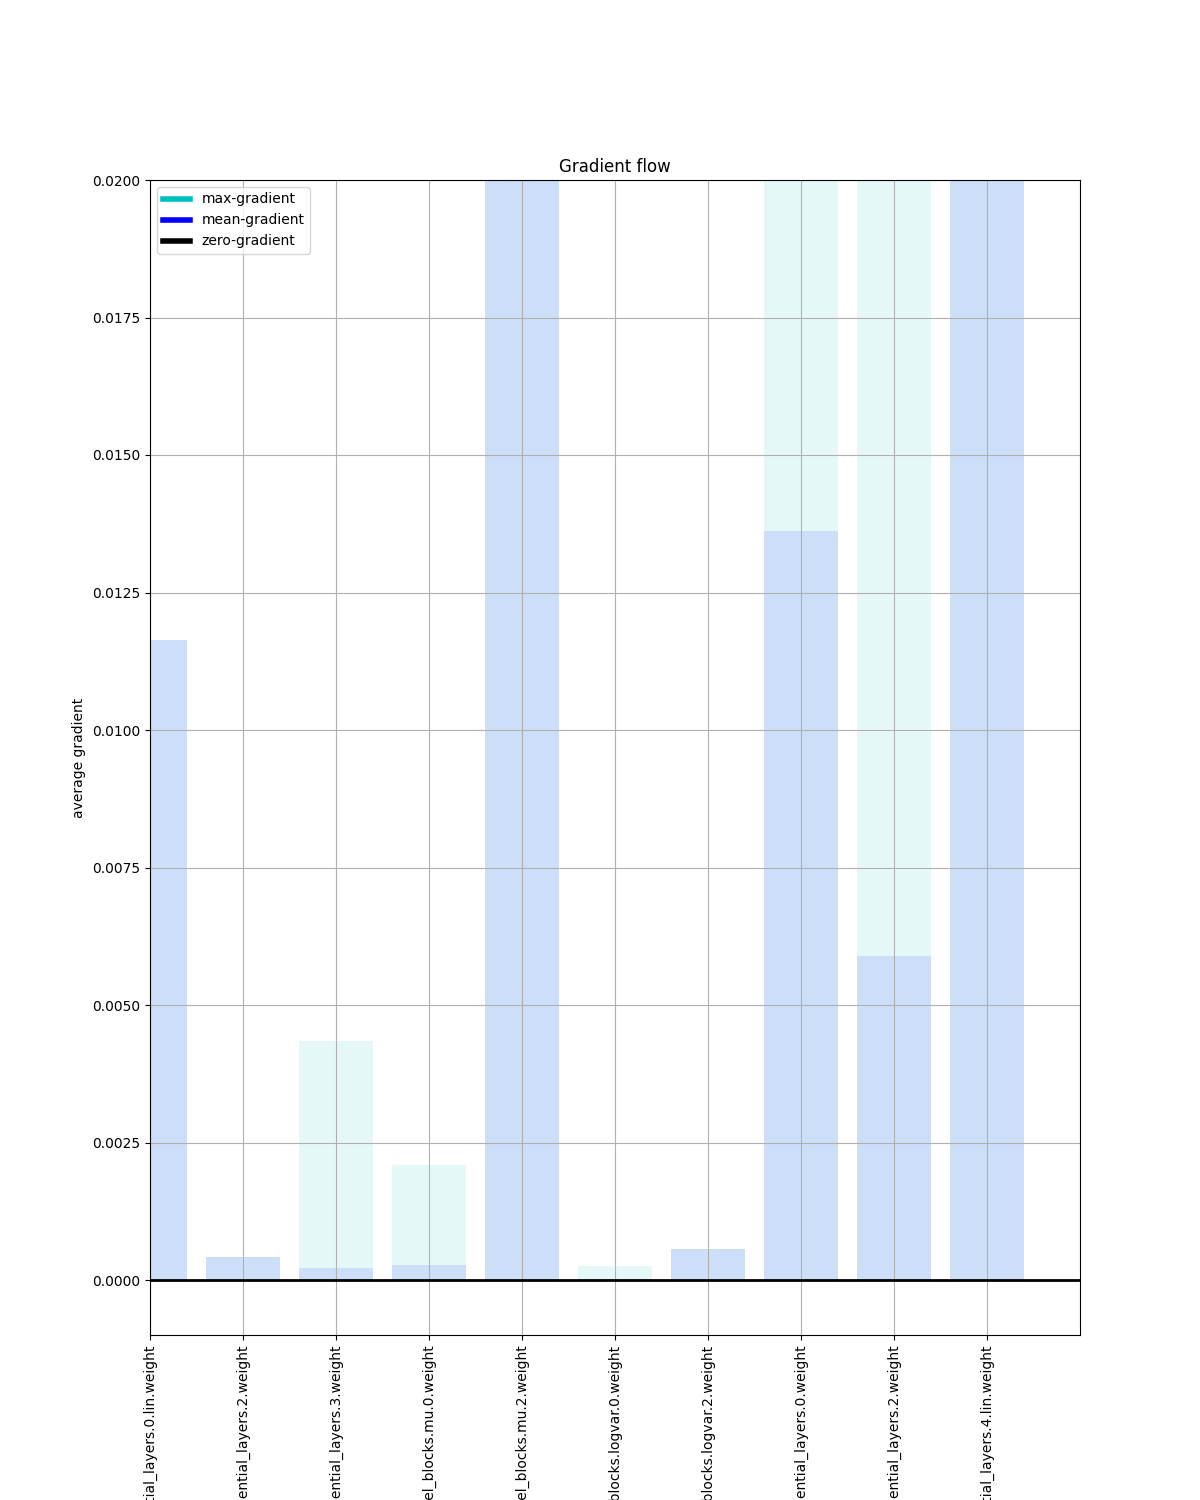 Gradient flow
max-gradient
mean-gradient
zero-gradient
0.0200
0.0175
0.0150
0.0125
0.0100
0.0075
0.0050
0.0025
0.0000
average gradient
tial_layers.0.lin.weight
ential_layers.2.weight
ential_layers.3.weight
el_blocks.mu.0.weight
el_blocks.mu.2.weight
blocks.logvar.0.weight
blocks.logvar.2.weight
ential_layers.0.weight
ential_layers.2.weight
tial_layers.4.lin.weight